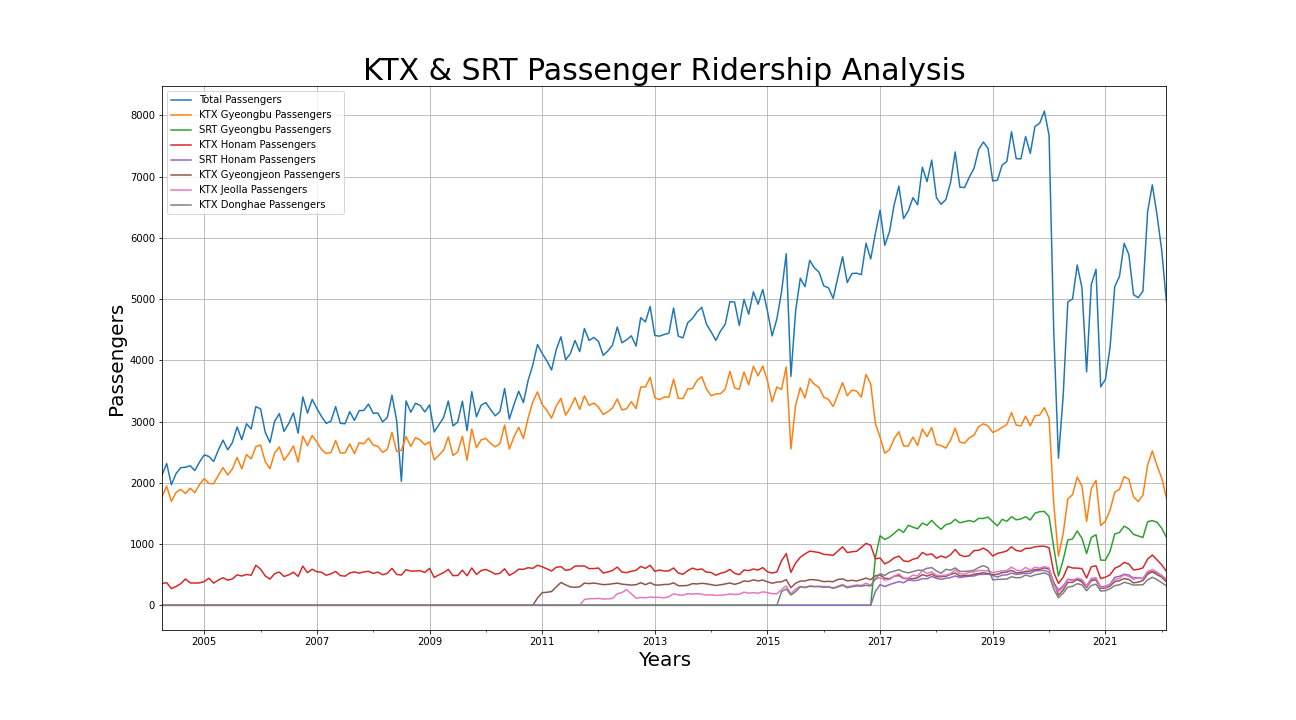 KTX & SRT Passenger Ridership Analysis
Total Passengers
KTX Gyeongbu Passengers
SRT Gyeongbu Passengers
KTX Honam Passengers
SRT Honam Passengers
KTX Gyeongjeon Passengers
KTX Jeolla Passengers
KTX Donghae Passengers
8000
7000
6000
5000
4000
3000
2000
1000
0
Passengers
2005 2007 2009 2011 2013 2015 2017 2019 2021
Years